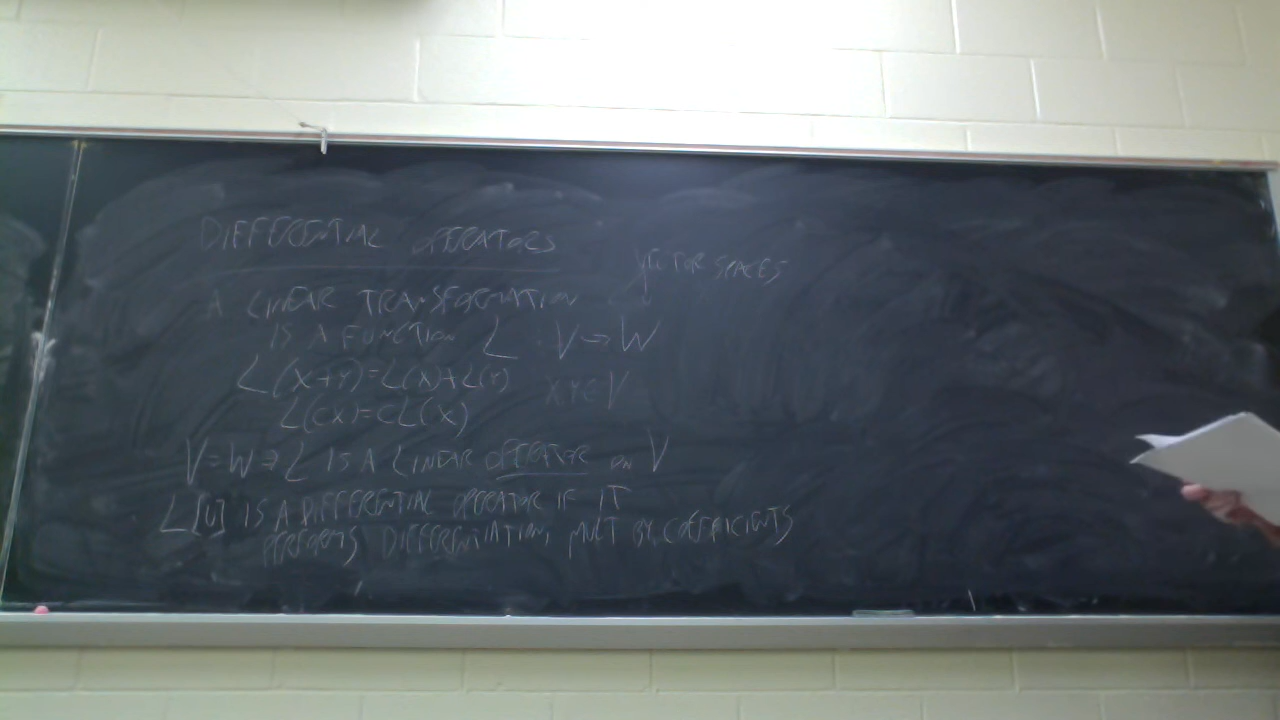 DIFFERENTIAL OPERATORS
VECTOR SPACES
A LINEAR TRANSFORMATION
IS A FUNCTION L : V → W
L(X+Y)=L(X)+L(Y) X,Y∈V
L(CX)=CL(X)
V=W⇒L IS A LINEAR OPERATOR ON V
L[U] IS A DIFFERENTIAL OPERATOR IF IT
PERFORMS DIFFERENTIATION, MULT BY COEFFICIENTS